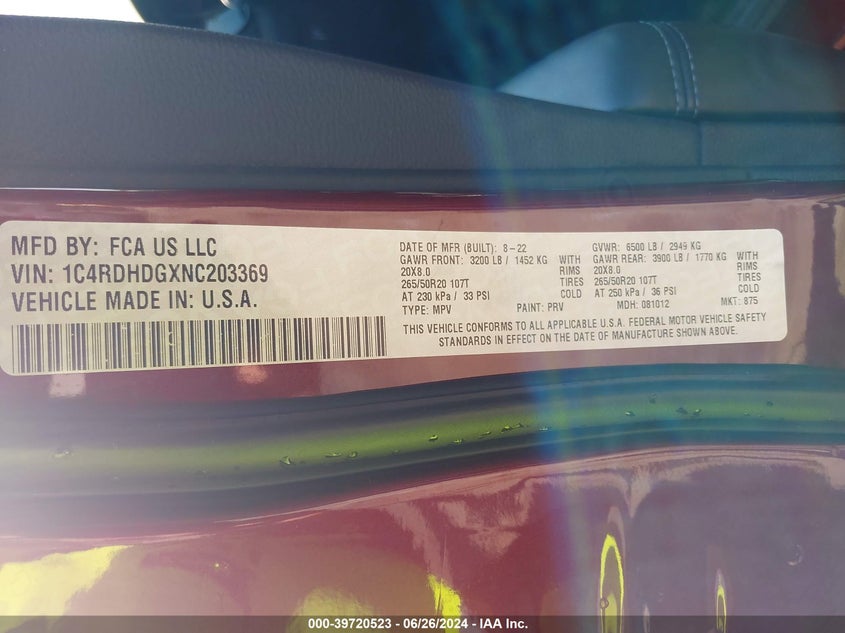 MFD BY: FCA US LLC
VIN: 1C4RDHDGXNC203369
VEHICLE MADE IN: U.S.A.
DATE OF MFR (BUILT): 8-22 GVWR: 6500 LB / 2949 KG
GAWR FRONT: 3200 LB / 1452 KG WITH GAWR REAR: 3900 LB / 1770 KG WITH
20X8.0 RIMS 20X8.0 RIMS
265/50R20 107T TIRES 265/50R20 107T TIRES
AT 230 kPa / 33 PSI COLD AT 250 kPa / 36 PSI COLD
TYPE: MPV PAINT: PRV MDH: 081012 MKT: 875
THIS VEHICLE CONFORMS TO ALL APPLICABLE U.S.A. FEDERAL MOTOR VEHICLE SAFETY
STANDARDS IN EFFECT ON THE DATE OF MANUFACTURE SHOWN ABOVE.
000-39720523 - 06/26/2024 - IAA Inc.